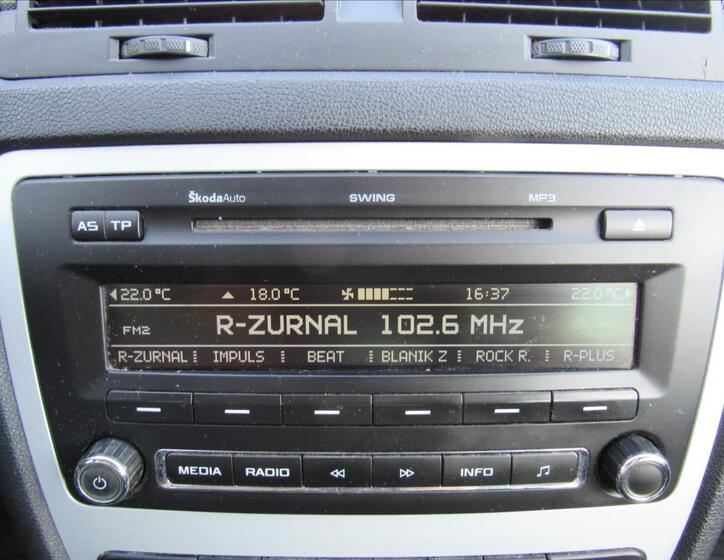 ŠkodaAuto SWING MP3
AS TP
22.0°C 18.0°C 16:37 22.0°C
FM2 R-ZURNAL 102.6 MHz
R-ZURNAL IMPULS BEAT BLANIK Z ROCK R. R-PLUS
MEDIA RADIO INFO